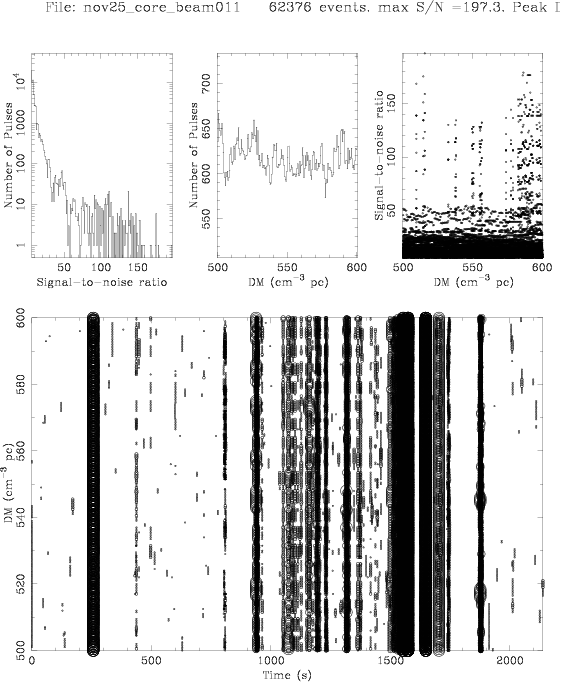 File: nov25_core_beam011 62376 events. max S/N =197.3. Peak
Number of Pulses
10⁴
1000
100
10
1
50 100 150
Signal-to-noise ratio
Number of Pulses
700
650
600
550
500 550 600
DM (cm⁻³ pc)
Signal-to-noise ratio
150
100
50
500 550 600
DM (cm⁻³ pc)
DM (cm⁻³ pc)
600
580
560
540
520
500
0 500 1000 1500 2000
Time (s)